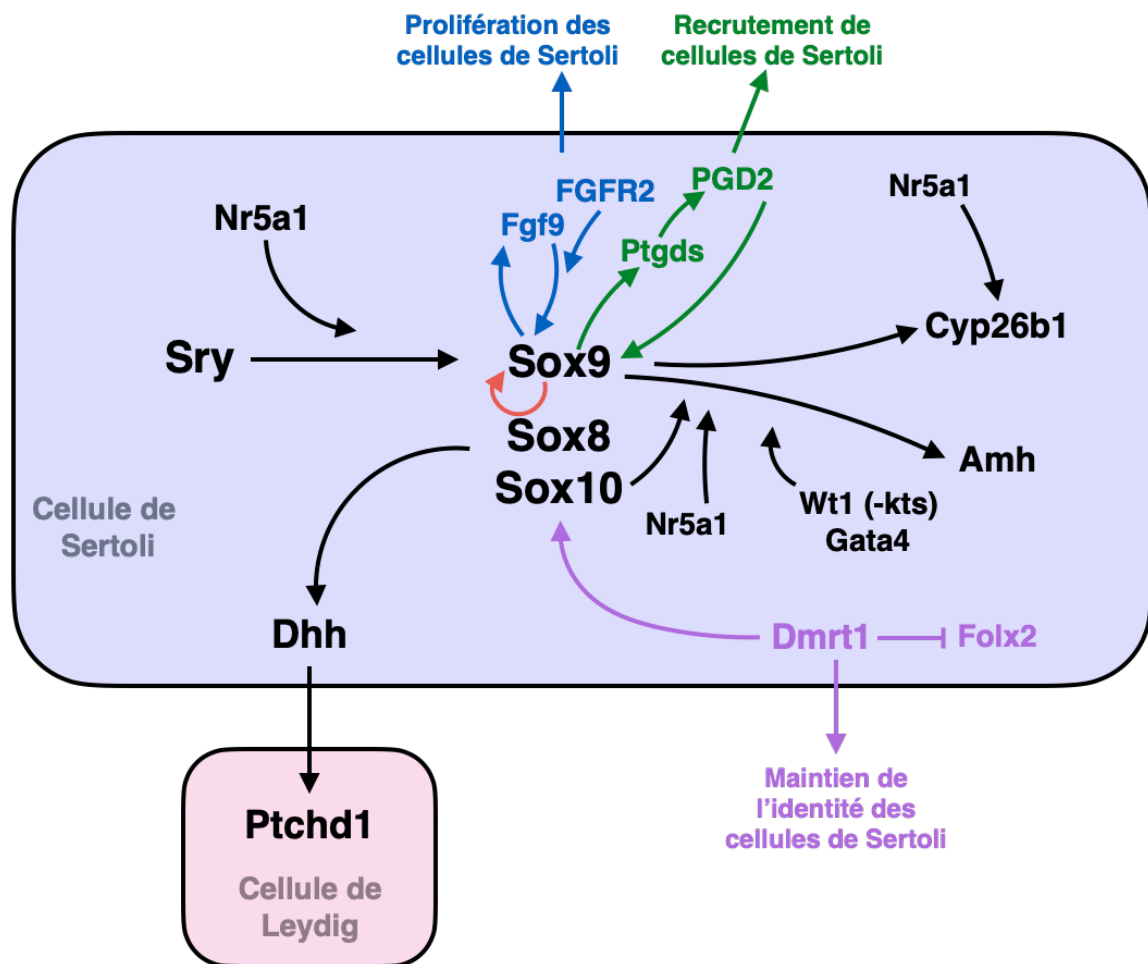 Prolifération des
cellules de Sertoli
Recrutement de
cellules de Sertoli
Nr5a1
FGFR2
Fgf9
PGD2
Ptgds
Nr5a1
Sry
Sox9
Cyp26b1
Sox8
Sox10
Amh
Nr5a1
Wt1 (-kts)
Gata4
Cellule de
Sertoli
Dhh
Dmrt1
Folx2
Ptchd1
Cellule de
Leydig
Maintien de
l’identité des
cellules de Sertoli